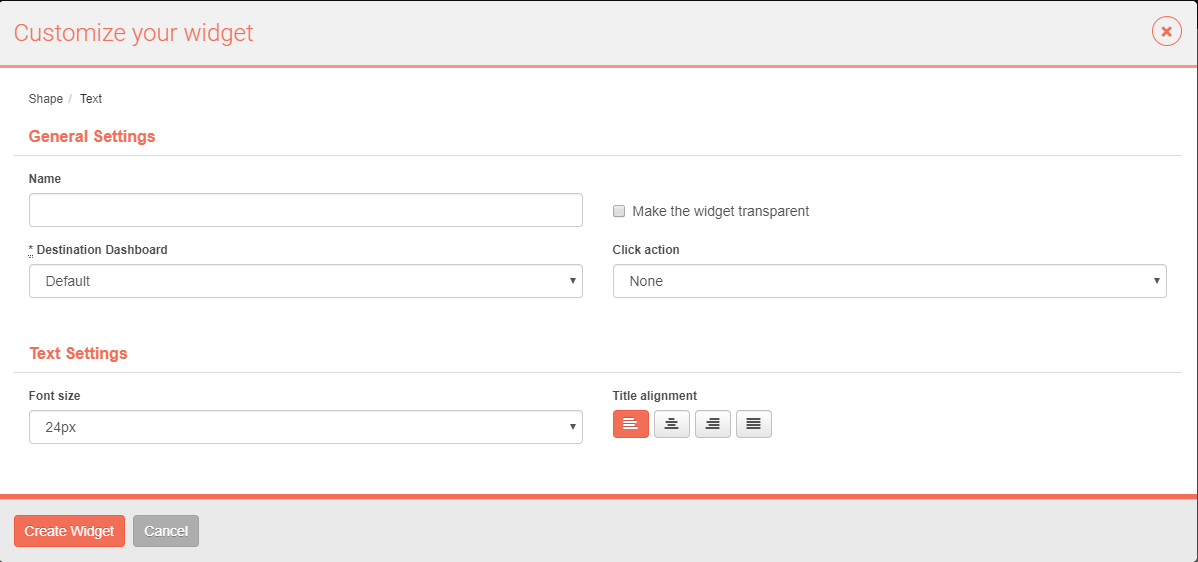 Customize your widget
Shape / Text
General Settings
Name
Make the widget transparent
* Destination Dashboard
Click action
Default
None
Text Settings
Font size
Title alignment
24px
Create Widget
Cancel